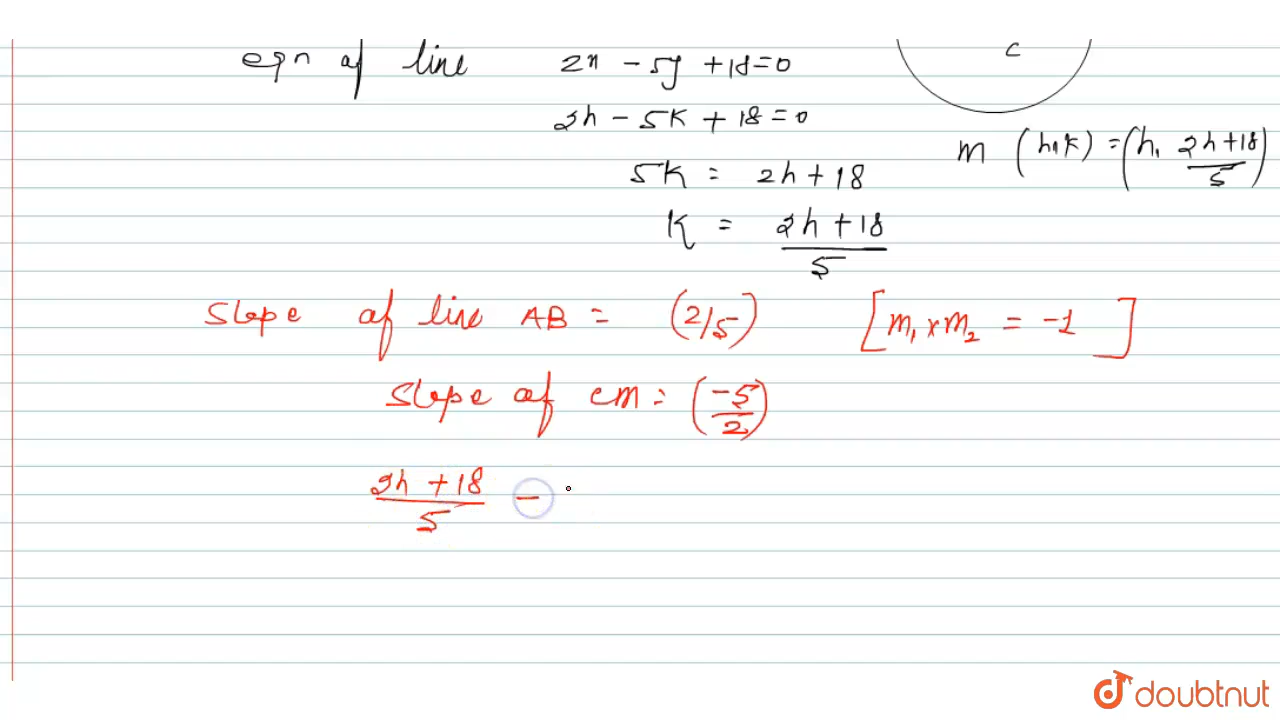 eqn of line 2x - 5y + 18 = 0
C
2h - 5k + 18 = 0
m (h, k) = (h, (2h+18)/5)
5k = 2h + 18
k = (2h + 18)/5
Slope of line AB = (2/5) [m₁ x m₂ = -1]
Slope of cm = (-5/2)
(2h + 18)/5 -
doubtnut